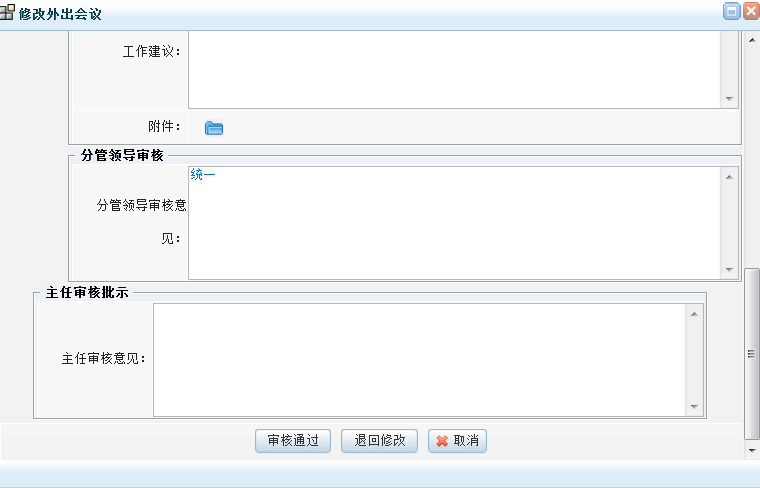 修改外出会议
工作建议：
附件：
分管领导审核
统一
分管领导审核意
见：
主任审核批示
主任审核意见：
审核通过 退回修改 取消